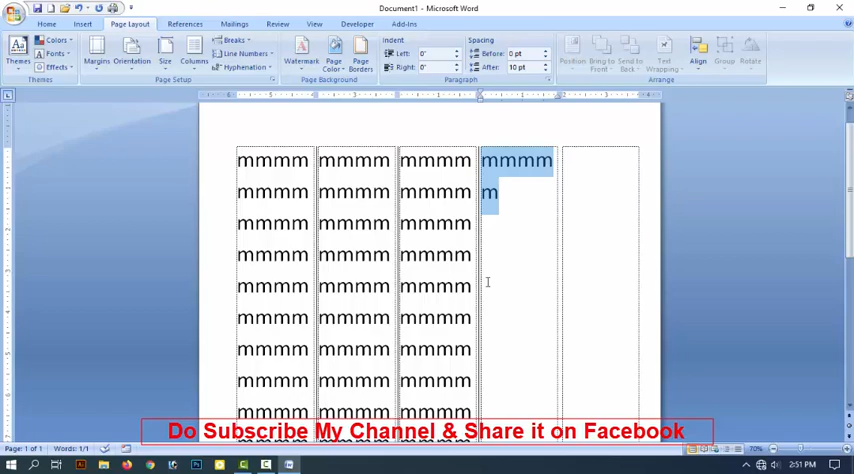 Document1 - Microsoft Word
Home Insert Page Layout References Mailings Review View Developer Add-Ins
Themes
Colors
Fonts
Effects
Margins
Orientation
Size
Columns
Breaks
Line Numbers
Hyphenation
Watermark
Page Color
Page Borders
Indent
Left: 0"
Right: 0"
Spacing
Before: 0 pt
After: 10 pt
Position
Bring to Front
Send to Back
Text Wrapping
Align
Group
Rotate
Themes
Page Setup
Page Background
Paragraph
Arrange
mmmm mmmm mmmm mmmm
mmmm mmmm mmmm m
mmmm mmmm mmmm
mmmm mmmm mmmm
mmmm mmmm mmmm
mmmm mmmm mmmm
mmmm mmmm mmmm
mmmm mmmm mmmm
mmmm mmmm mmmm
Do Subscribe My Channel & Share it on Facebook
Page: 1 of 1 Words: 1/1
70%
2:51 PM